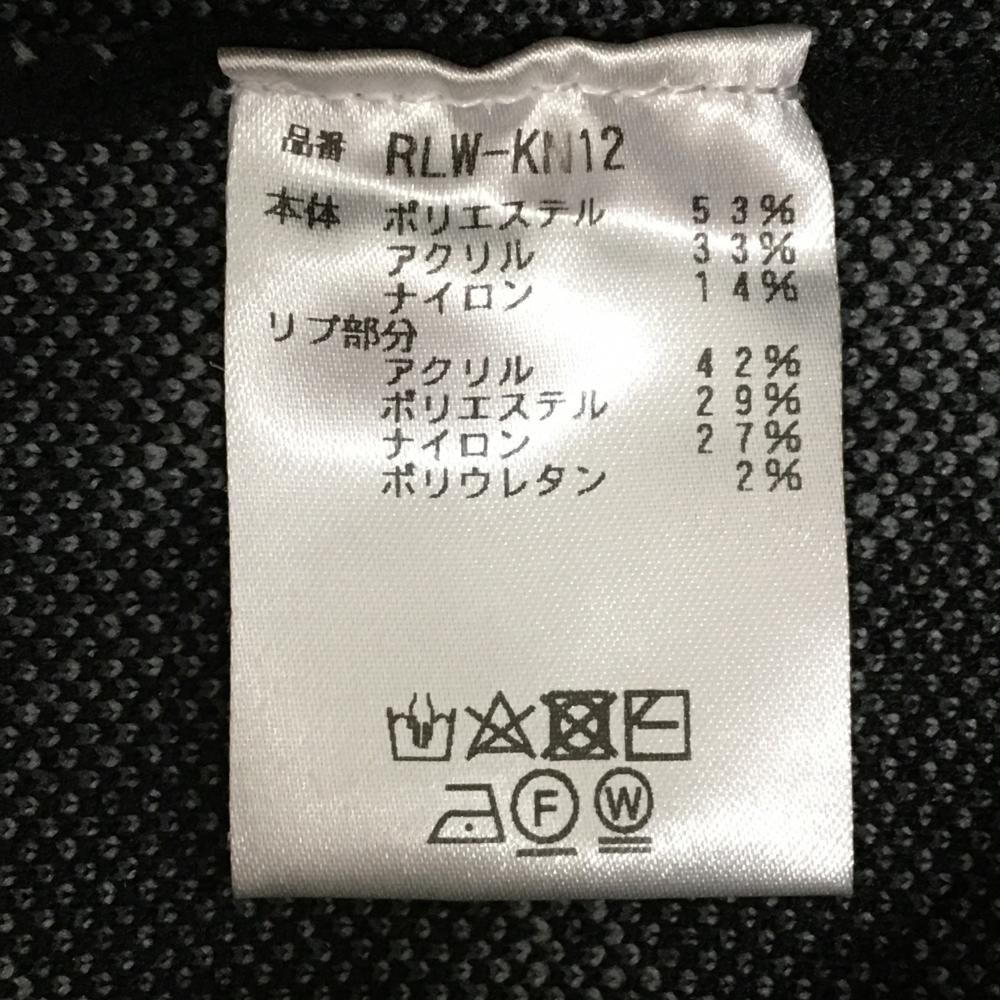 品番 RLW-KN12
本体 ポリエステル 53%
アクリル 33%
ナイロン 14%
リブ部分
アクリル 42%
ポリエステル 29%
ナイロン 27%
ポリウレタン 2%
F W